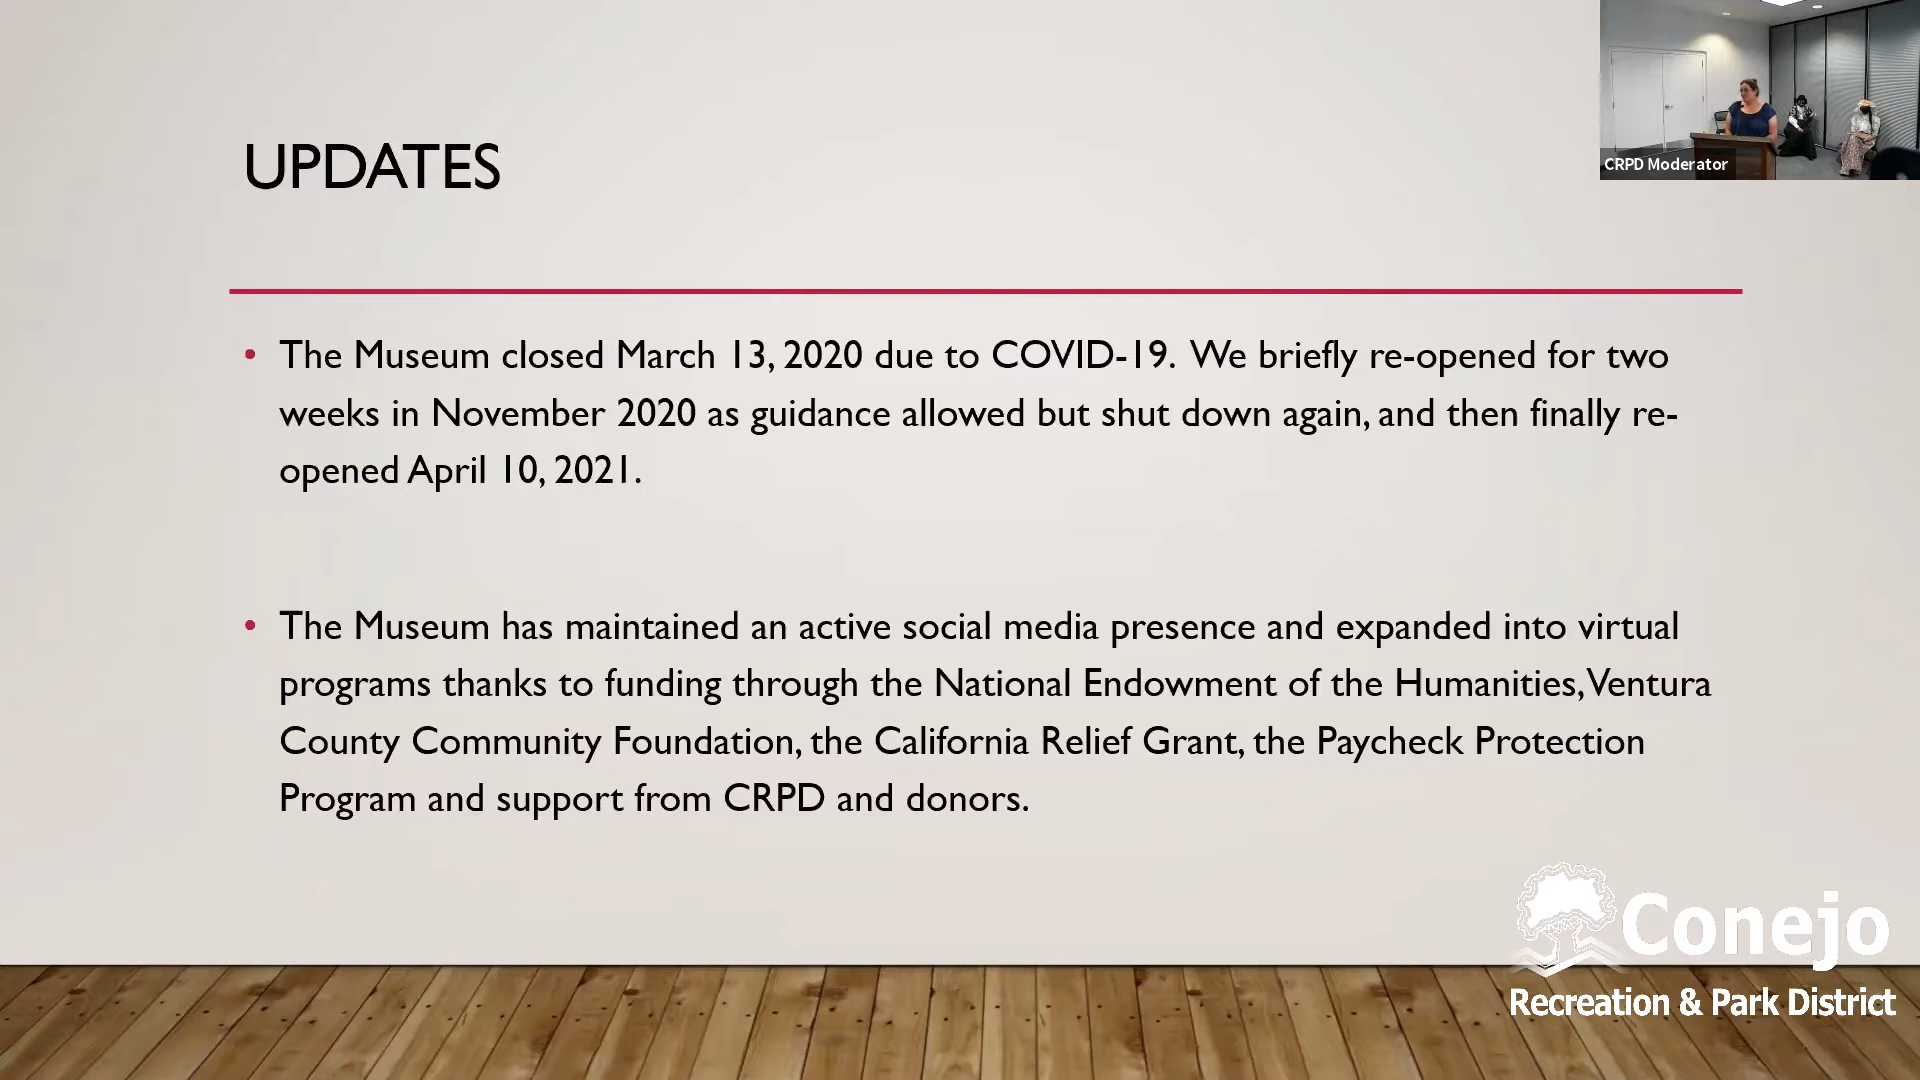 CRPD Moderator
UPDATES
• The Museum closed March 13, 2020 due to COVID-19. We briefly re-opened for two
weeks in November 2020 as guidance allowed but shut down again, and then finally re-
opened April 10, 2021.
• The Museum has maintained an active social media presence and expanded into virtual
programs thanks to funding through the National Endowment of the Humanities, Ventura
County Community Foundation, the California Relief Grant, the Paycheck Protection
Program and support from CRPD and donors.
Conejo
Recreation & Park District